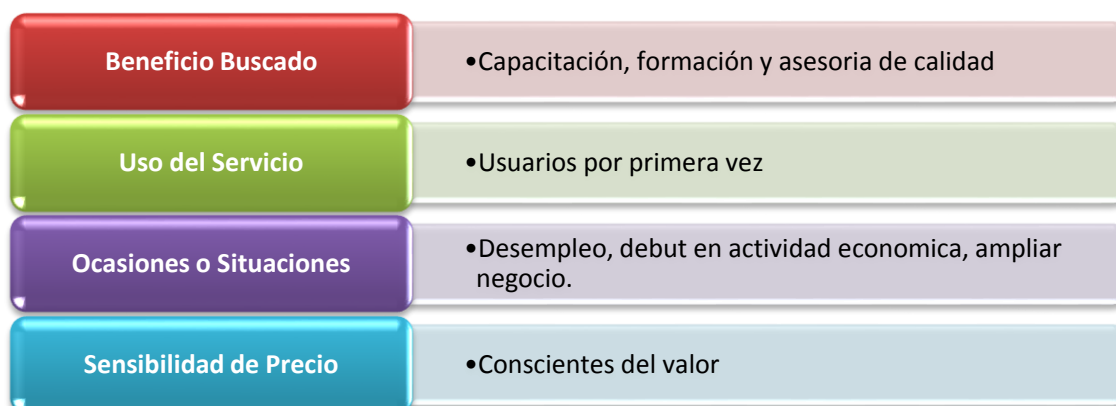 Beneficio Buscado
•Capacitación, formación y asesoria de calidad
Uso del Servicio
•Usuarios por primera vez
Ocasiones o Situaciones
•Desempleo, debut en actividad economica, ampliar
negocio.
Sensibilidad de Precio
•Conscientes del valor